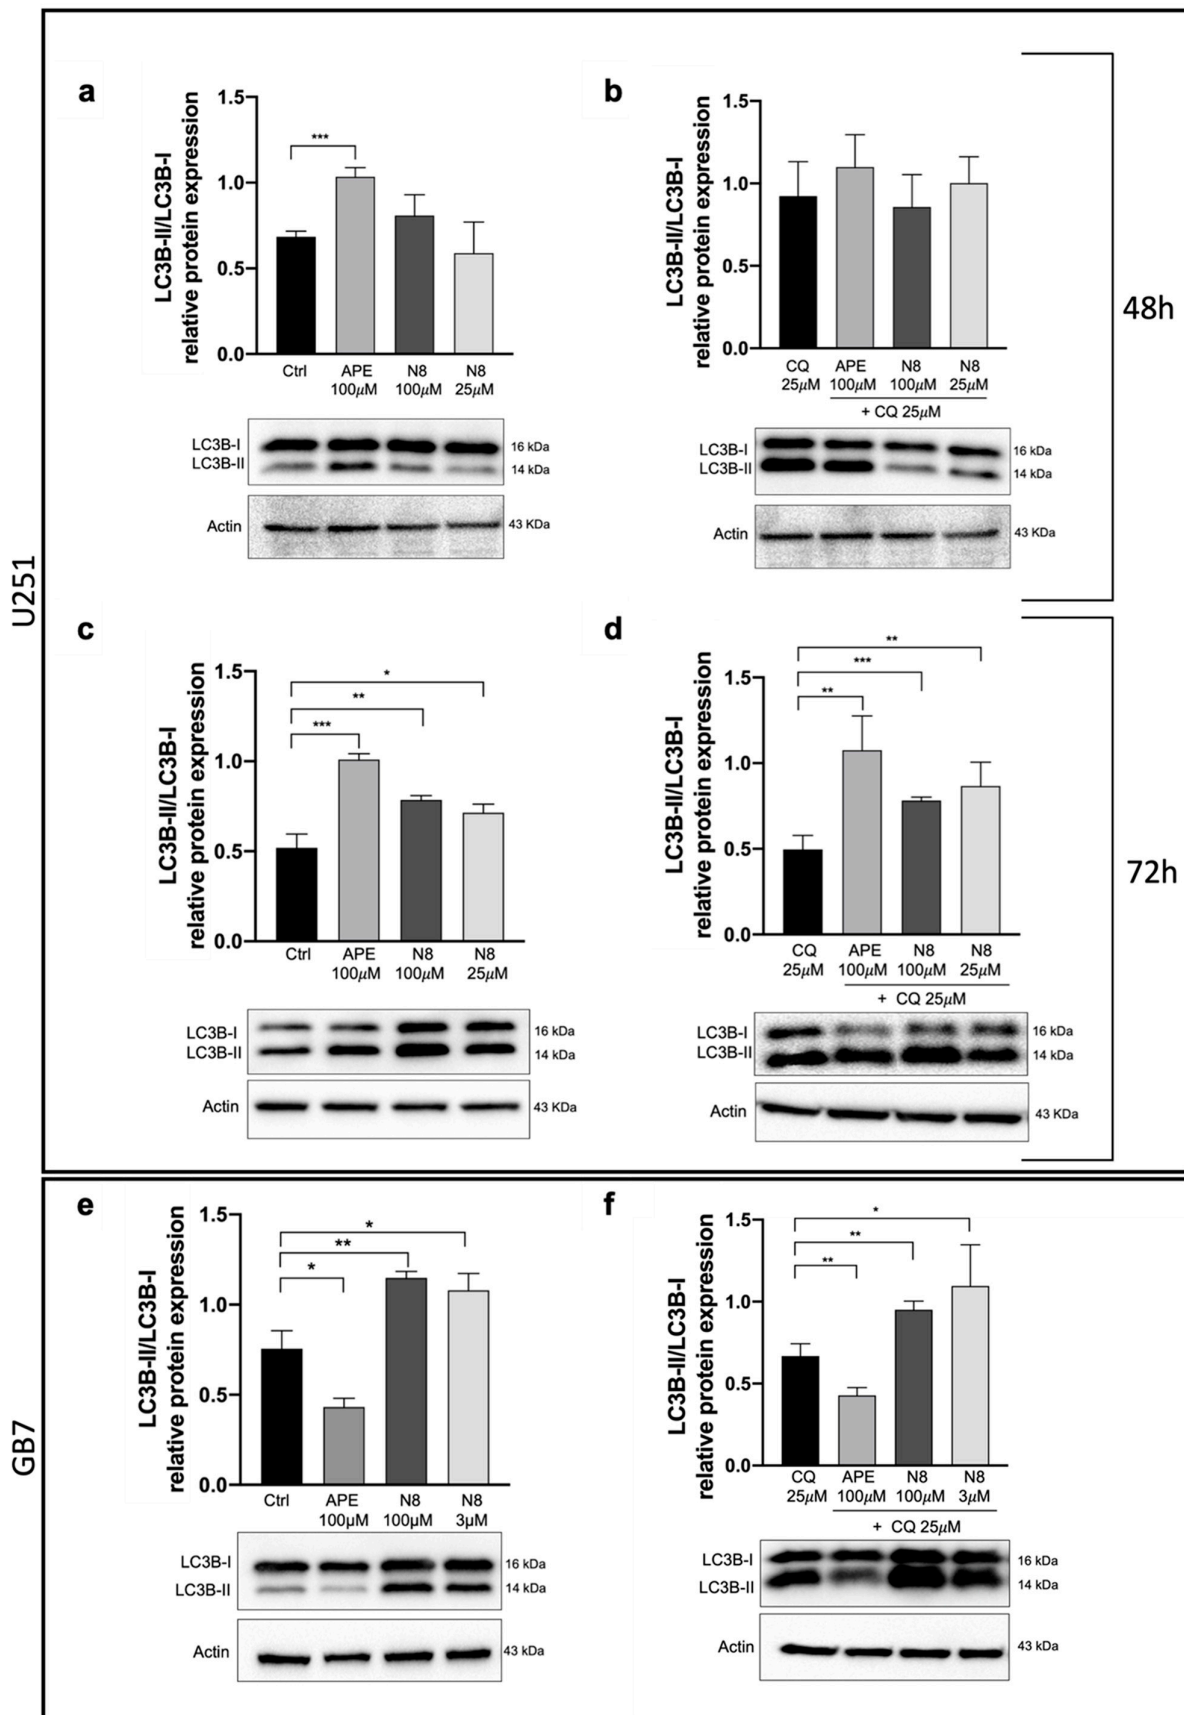 U251
a
LC3B-II/LC3B-I
relative protein expression
1.5
1.0
0.5
0.0
***
Ctrl APE 100μM N8 100μM N8 25μM
LC3B-I 16 kDa
LC3B-II 14 kDa
Actin 43 KDa
b
LC3B-II/LC3B-I
relative protein expression
1.5
1.0
0.5
0.0
CQ 25μM APE 100μM N8 100μM N8 25μM
+ CQ 25μM
LC3B-I 16 kDa
LC3B-II 14 kDa
Actin 43 KDa
48h
c
LC3B-II/LC3B-I
relative protein expression
1.5
1.0
0.5
0.0
*
**
***
Ctrl APE 100μM N8 100μM N8 25μM
LC3B-I 16 kDa
LC3B-II 14 kDa
Actin 43 KDa
d
LC3B-II/LC3B-I
relative protein expression
1.5
1.0
0.5
0.0
**
***
**
CQ 25μM APE 100μM N8 100μM N8 25μM
+ CQ 25μM
LC3B-I 16 kDa
LC3B-II 14 kDa
Actin 43 KDa
72h
GB7
e
LC3B-II/LC3B-I
relative protein expression
1.5
1.0
0.5
0.0
*
**
*
Ctrl APE 100μM N8 100μM N8 3μM
LC3B-I 16 kDa
LC3B-II 14 kDa
Actin 43 kDa
f
LC3B-II/LC3B-I
relative protein expression
1.5
1.0
0.5
0.0
*
**
**
CQ 25μM APE 100μM N8 100μM N8 3μM
+ CQ 25μM
LC3B-I 16 kDa
LC3B-II 14 kDa
Actin 43 kDa